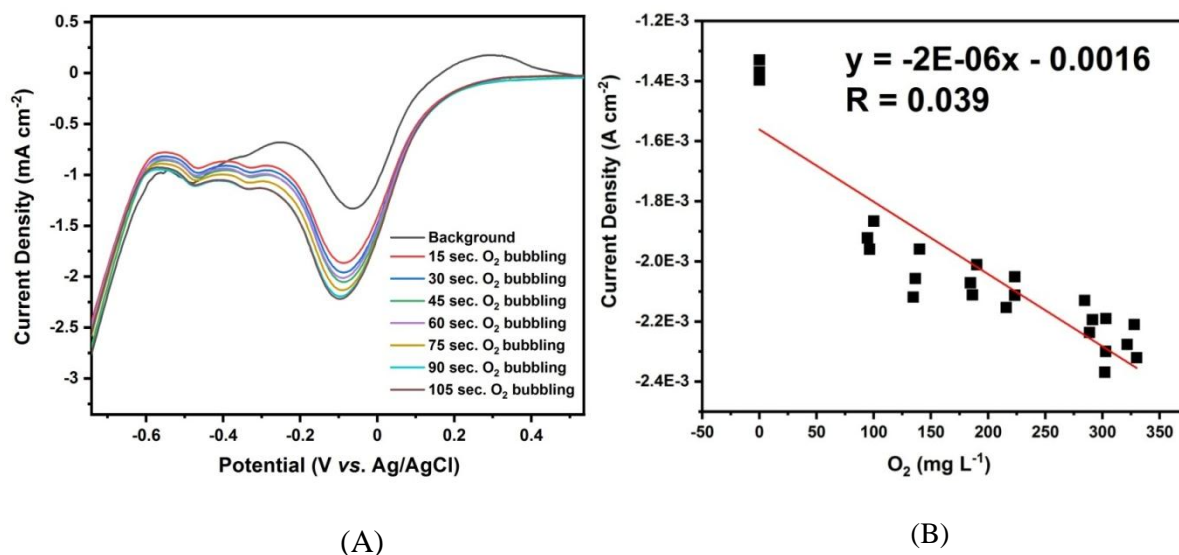 0.5
0
-0.5
-1
-1.5
-2
-2.5
-3
Current Density (mA cm⁻²)
Background
15 sec. O₂ bubbling
30 sec. O₂ bubbling
45 sec. O₂ bubbling
60 sec. O₂ bubbling
75 sec. O₂ bubbling
90 sec. O₂ bubbling
105 sec. O₂ bubbling
-0.6 -0.4 -0.2 0 0.2 0.4
Potential (V vs. Ag/AgCl)
(A)
-1.2E-3
-1.4E-3
-1.6E-3
-1.8E-3
-2.0E-3
-2.2E-3
-2.4E-3
Current Density (A cm⁻²)
y = -2E-06x - 0.0016
R = 0.039
-50 0 50 100 150 200 250 300 350
O₂ (mg L⁻¹)
(B)